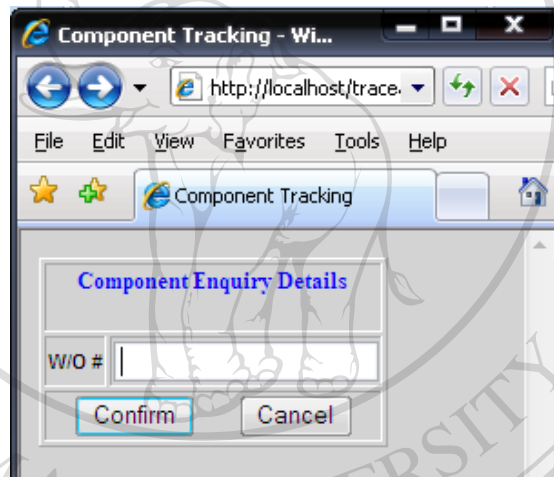 Component Tracking - Wi...
http://localhost/trace
File Edit View Favorites Tools Help
Component Tracking
Component Enquiry Details
W/O #
Confirm Cancel
ERSITY